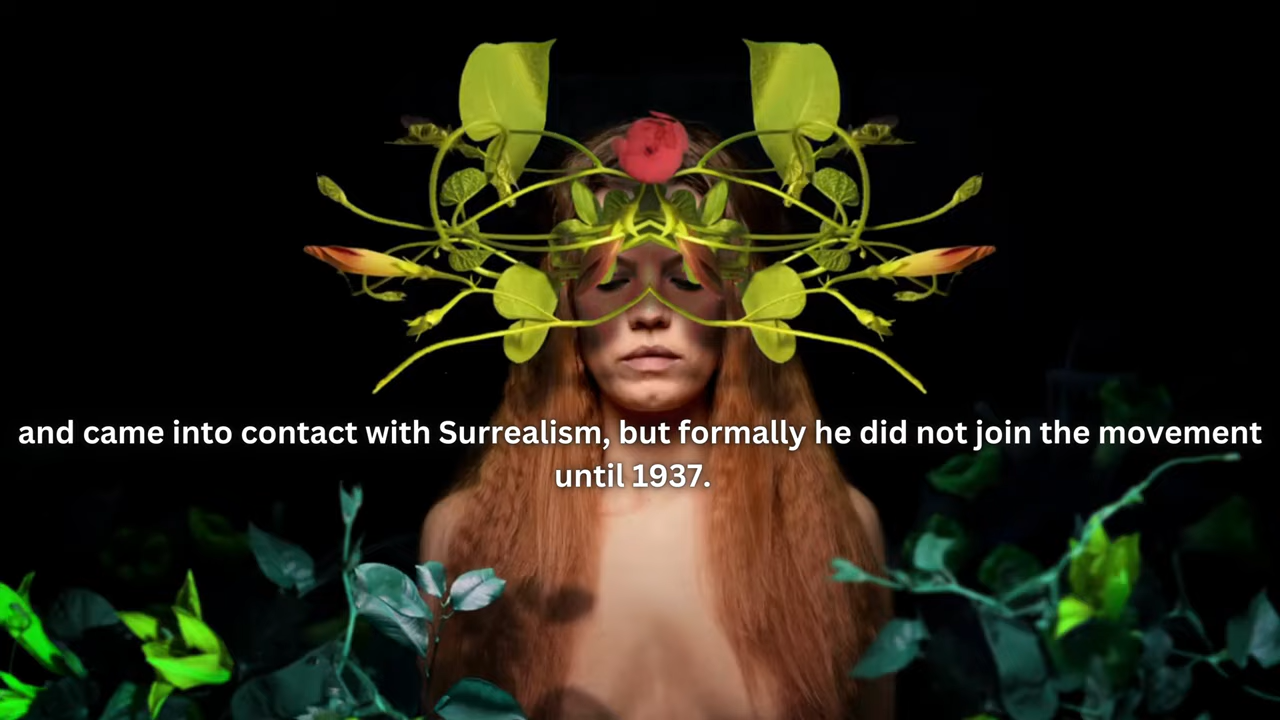 and came into contact with Surrealism, but formally he did not join the movement
until 1937.